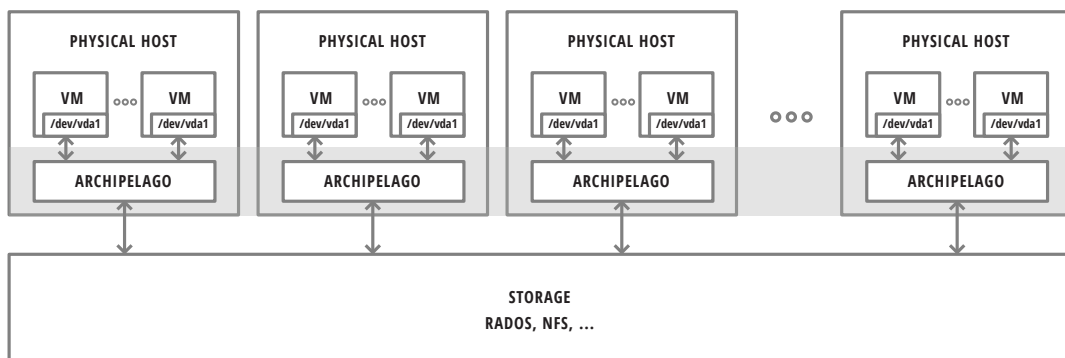 PHYSICAL HOST
VM
VM
/dev/vda1
/dev/vda1
ARCHIPELAGO
PHYSICAL HOST
VM
VM
/dev/vda1
/dev/vda1
ARCHIPELAGO
PHYSICAL HOST
VM
VM
/dev/vda1
/dev/vda1
ARCHIPELAGO
PHYSICAL HOST
VM
VM
/dev/vda1
/dev/vda1
ARCHIPELAGO
STORAGE
RADOS, NFS, ...